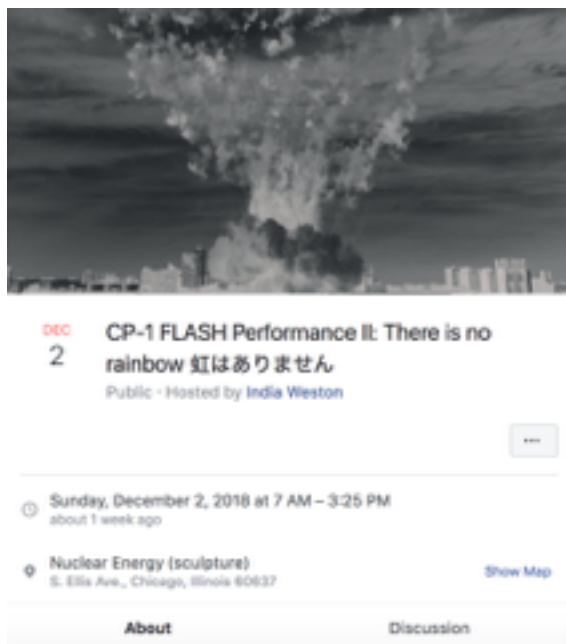 DEC
2
CP-1 FLASH Performance II: There is no
rainbow 虹はありません
Public · Hosted by India Weston
...
Sunday, December 2, 2018 at 7 AM – 3:25 PM
about 1 week ago
Nuclear Energy (sculpture)
S. Ellis Ave., Chicago, Illinois 60637
Show Map
About
Discussion